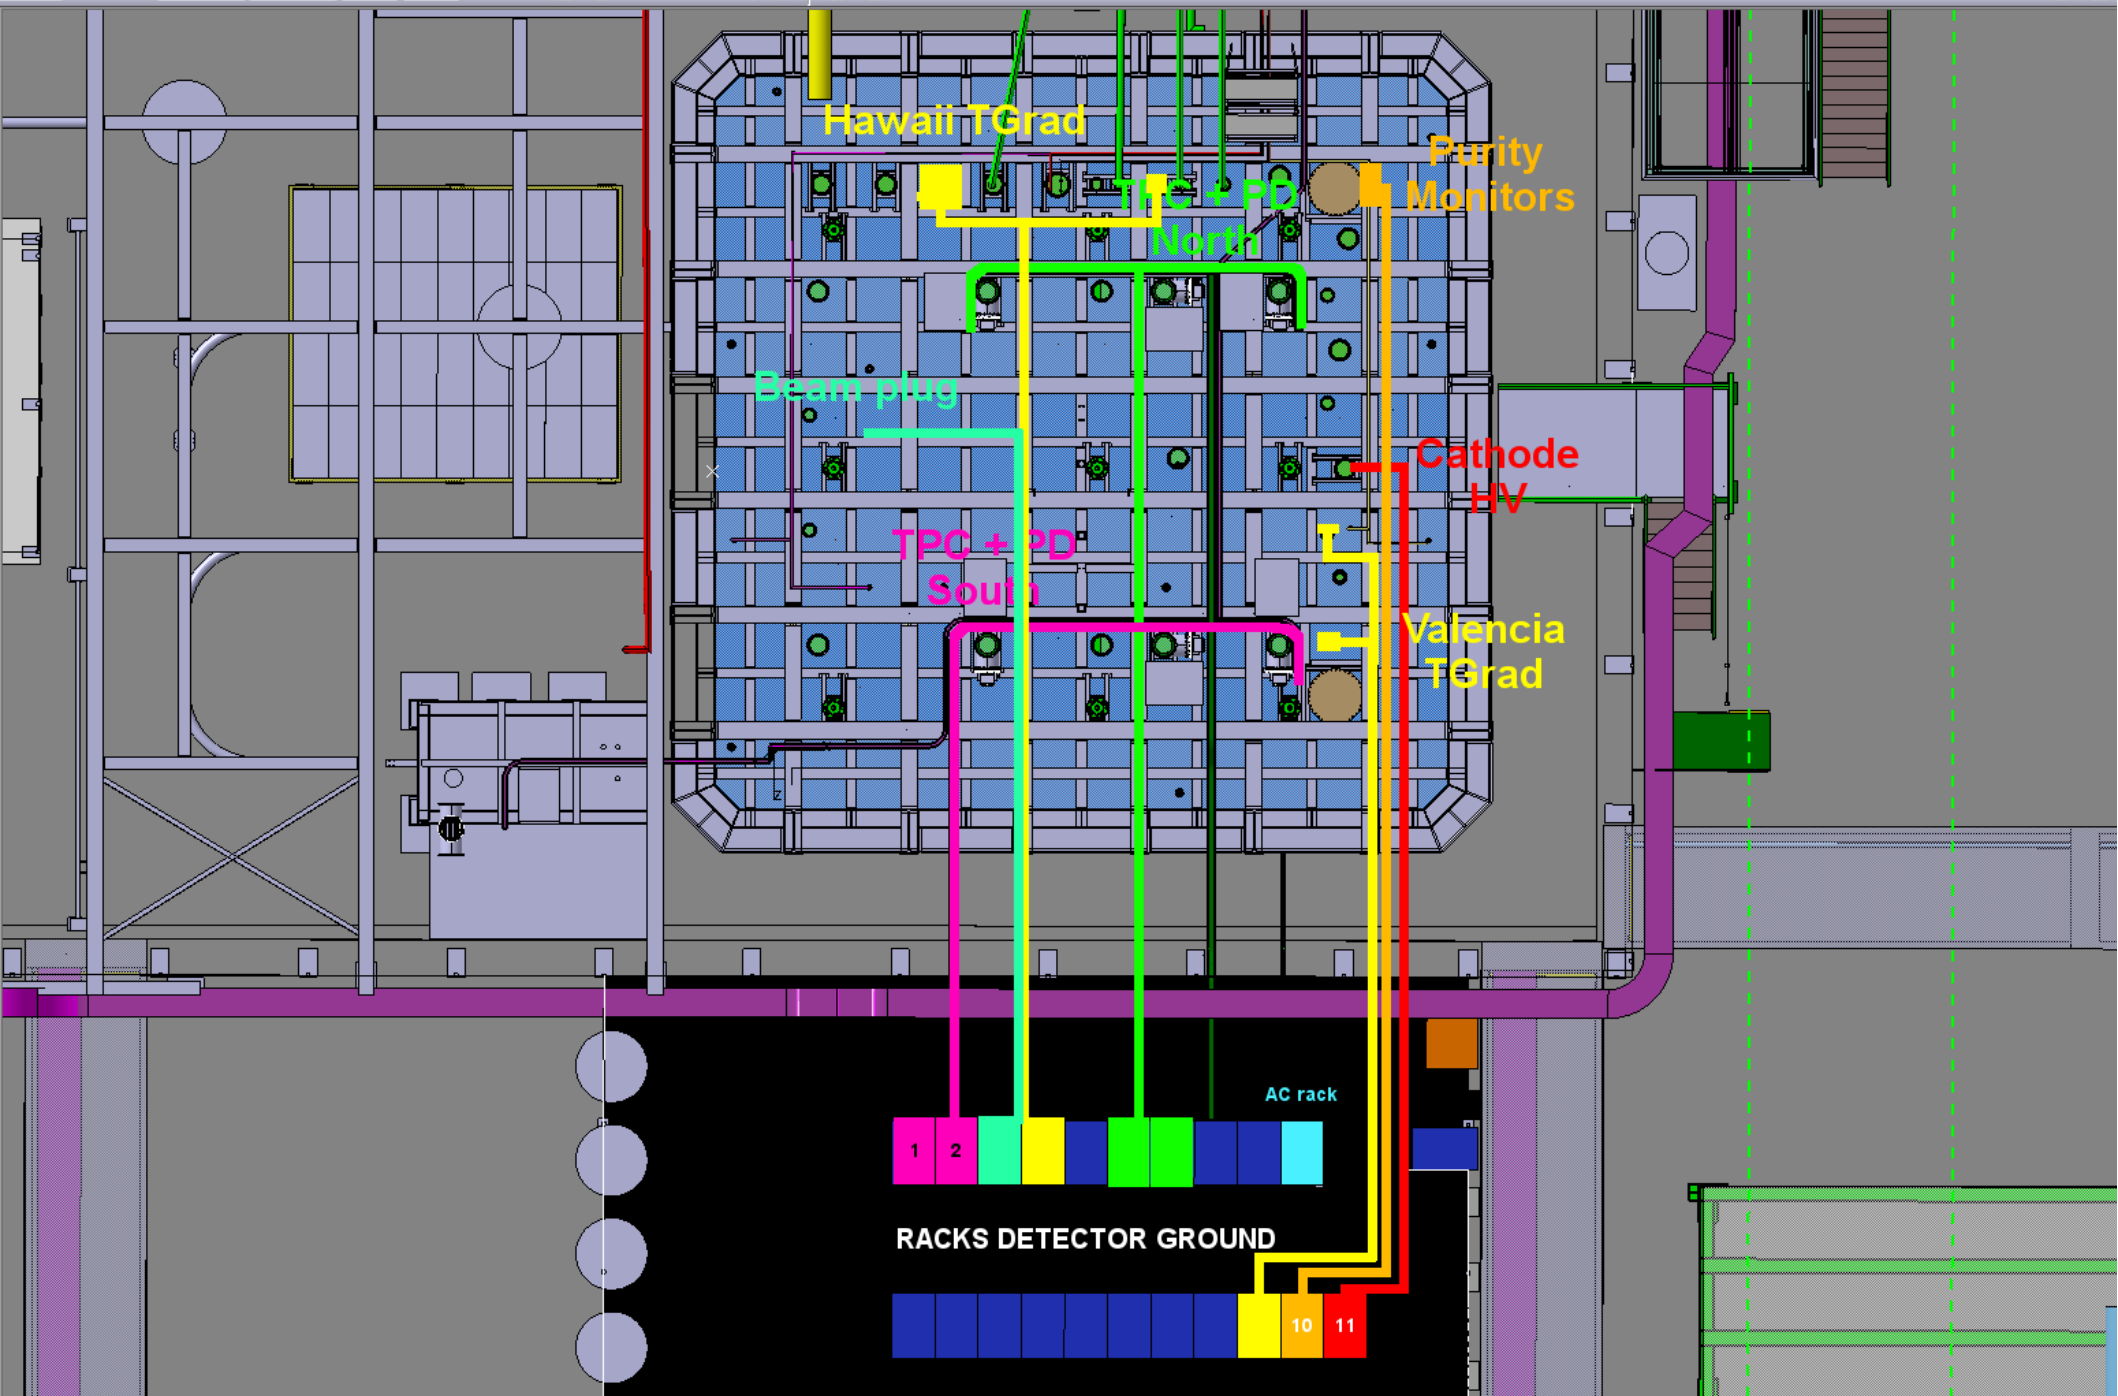 Hawaii TGrad
Purity
Monitors
TPC + PD
North
Beam plug
Cathode
HV
TPC + PD
South
Valencia
TGrad
Z
AC rack
1 2
RACKS DETECTOR GROUND
10 11